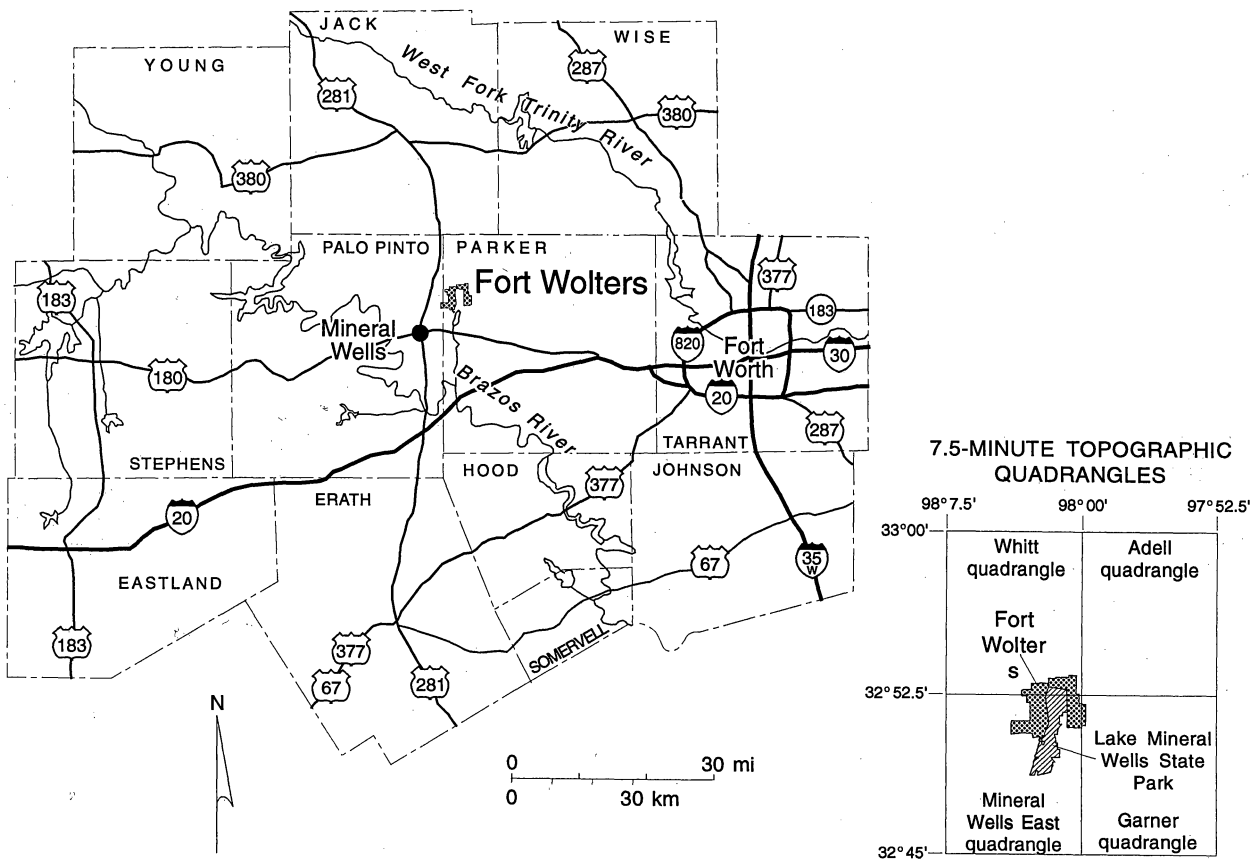 JACK
WISE
YOUNG
West Fork Trinity River
287
281
380
380
PALO PINTO
PARKER
Fort Wolters
377
183
183
Mineral
Wells
820
Fort
Worth
30
180
20
Brazos River
287
TARRANT
STEPHENS
HOOD
JOHNSON
ERATH
377
20
67
35
W
EASTLAND
183
377
SOMERVELL
67
281
N
0
30 mi
0
30 km
7.5-MINUTE TOPOGRAPHIC
QUADRANGLES
98°7.5' 98°00' 97°52.5'
33°00'
Whitt
quadrangle
Adell
quadrangle
Fort
Wolter
s
32°52.5'
Lake Mineral
Wells State
Park
Mineral
Wells East
quadrangle
Garner
quadrangle
32°45'